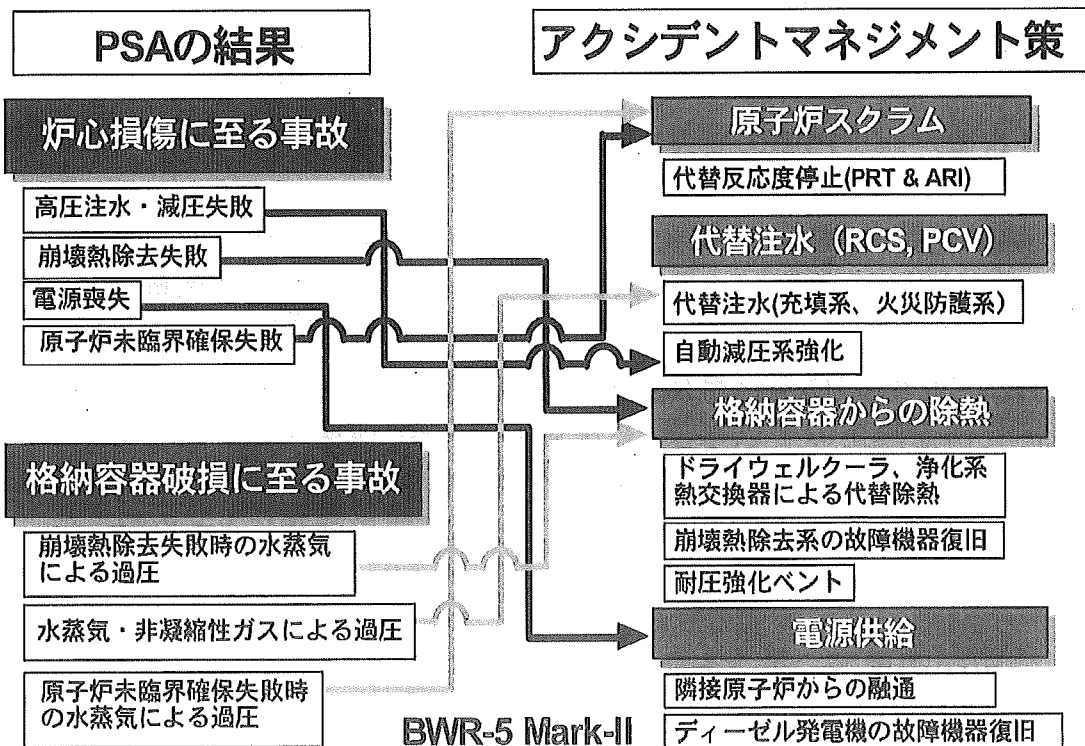 PSAの結果
炉心損傷に至る事故
高圧注水・減圧失敗
崩壊熱除去失敗
電源喪失
原子炉未臨界確保失敗
格納容器破損に至る事故
崩壊熱除去失敗時の水蒸気
による過圧
水蒸気・非凝縮性ガスによる過圧
原子炉未臨界確保失敗時
の水蒸気による過圧
アクシデントマネジメント策
原子炉スクラム
代替反応度停止(PRT & ARI)
代替注水（RCS, PCV）
代替注水(充填系、火災防護系）
自動減圧系強化
格納容器からの除熱
ドライウェルクーラ、浄化系
熱交換器による代替除熱
崩壊熱除去系の故障機器復旧
耐圧強化ベント
電源供給
隣接原子炉からの融通
ディーゼル発電機の故障機器復旧
BWR-5 Mark-II